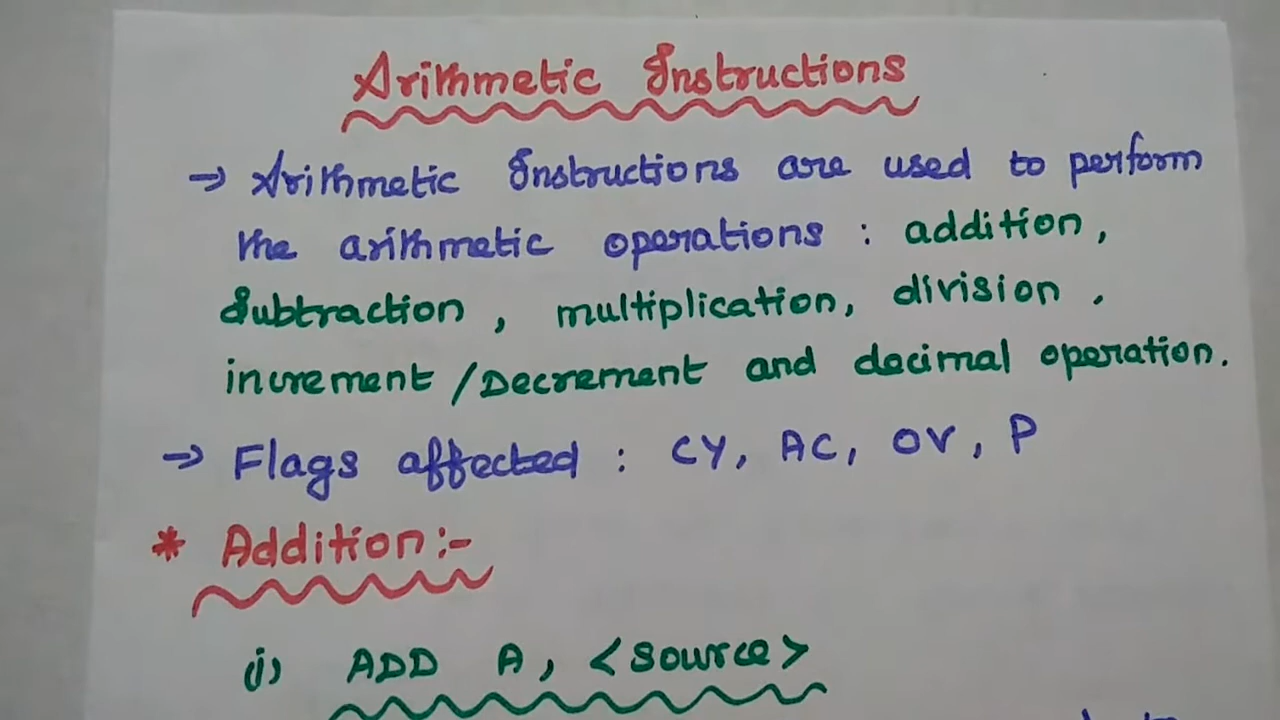 Arithmetic Instructions
→ Arithmetic Instructions are used to perform
the arithmetic operations : addition,
Subtraction, multiplication, division,
increment / Decrement and decimal operation.
→ Flags affected : CY, AC, OV, P
* Addition:-
(i) ADD A, <source>